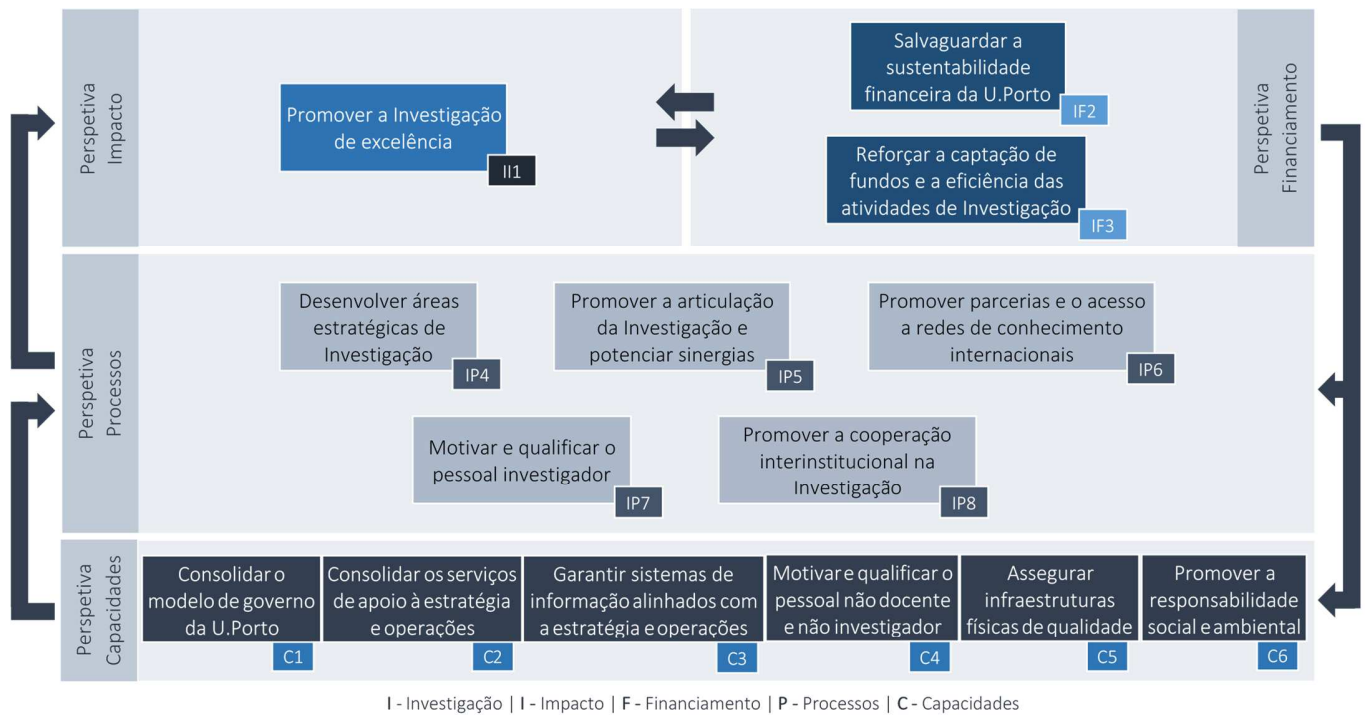 Perspetiva
Impacto
Promover a Investigação
de excelência
II1
Salvaguardar a
sustentabilidade
financeira da U.Porto
IF2
Reforçar a captação de
fundos e a eficiência das
atividades de Investigação
IF3
Perspetiva
Financiamento
Perspetiva
Processos
Desenvolver áreas
estratégicas de
Investigação
IP4
Promover a articulação
da Investigação e
potenciar sinergias
IP5
Promover parcerias e o acesso
a redes de conhecimento
internacionais
IP6
Motivar e qualificar o
pessoal investigador
IP7
Promover a cooperação
interinstitucional na
Investigação
IP8
Perspetiva
Capacidades
Consolidar o
modelo de governo
da U.Porto
C1
Consolidar os serviços
de apoio à estratégia
e operações
C2
Garantir sistemas de
informação alinhados com
a estratégia e operações
C3
Motivar e qualificar o
pessoal não docente
e não investigador
C4
Assegurar
infraestruturas
físicas de qualidade
C5
Promover a
responsabilidade
social e ambiental
C6
I - Investigação | I - Impacto | F - Financiamento | P - Processos | C - Capacidades